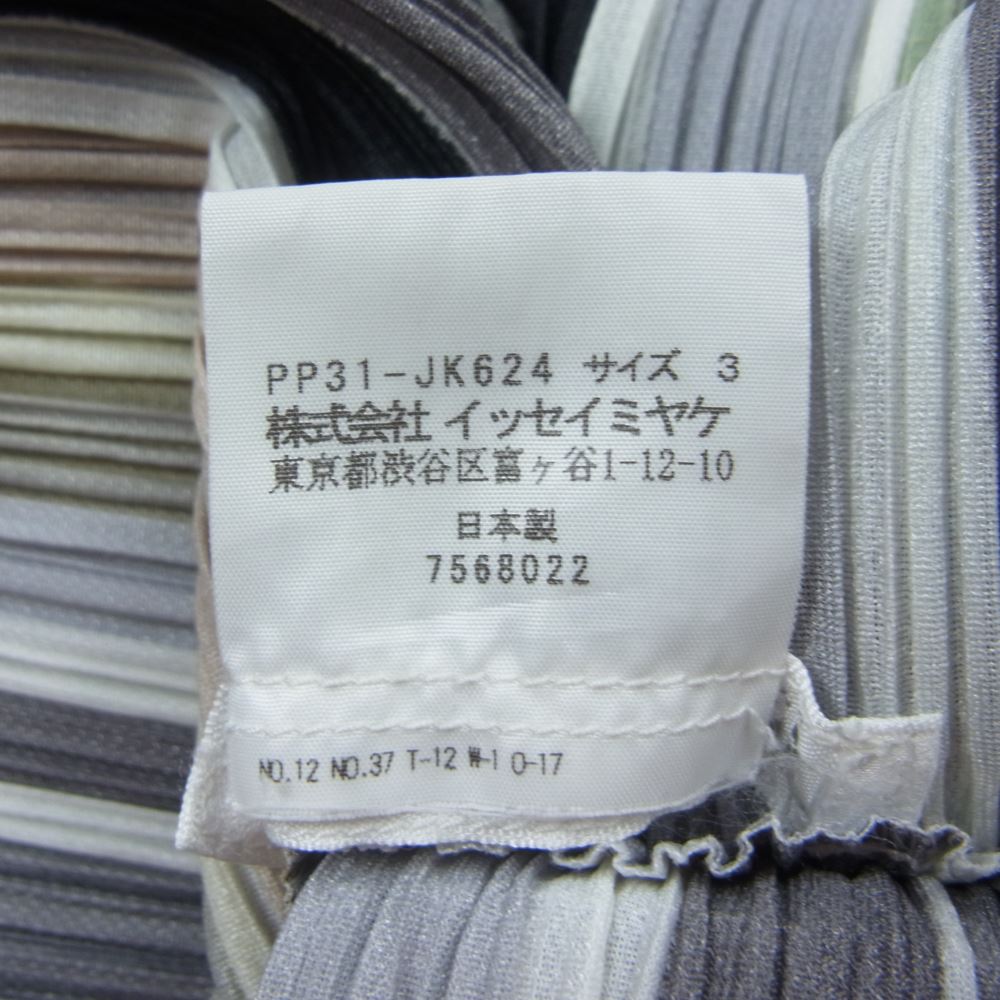 PP31-JK624 サイズ 3
株式会社 イッセイミヤケ
東京都渋谷区富ヶ谷1-12-10
日本製
7568022
NO.12 NO.37 T-12 W-1 O-17